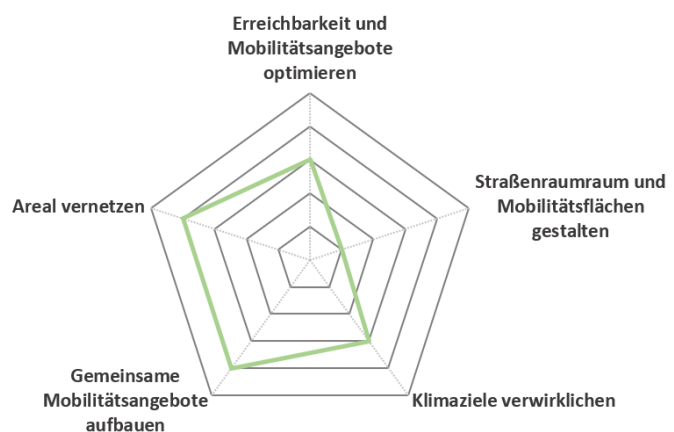 Erreichbarkeit und
Mobilitätsangebote
optimieren
Straßenraumraum und
Mobilitätsflächen
gestalten
Areal vernetzen
Gemeinsame
Mobilitätsangebote
aufbauen
Klimaziele verwirklichen